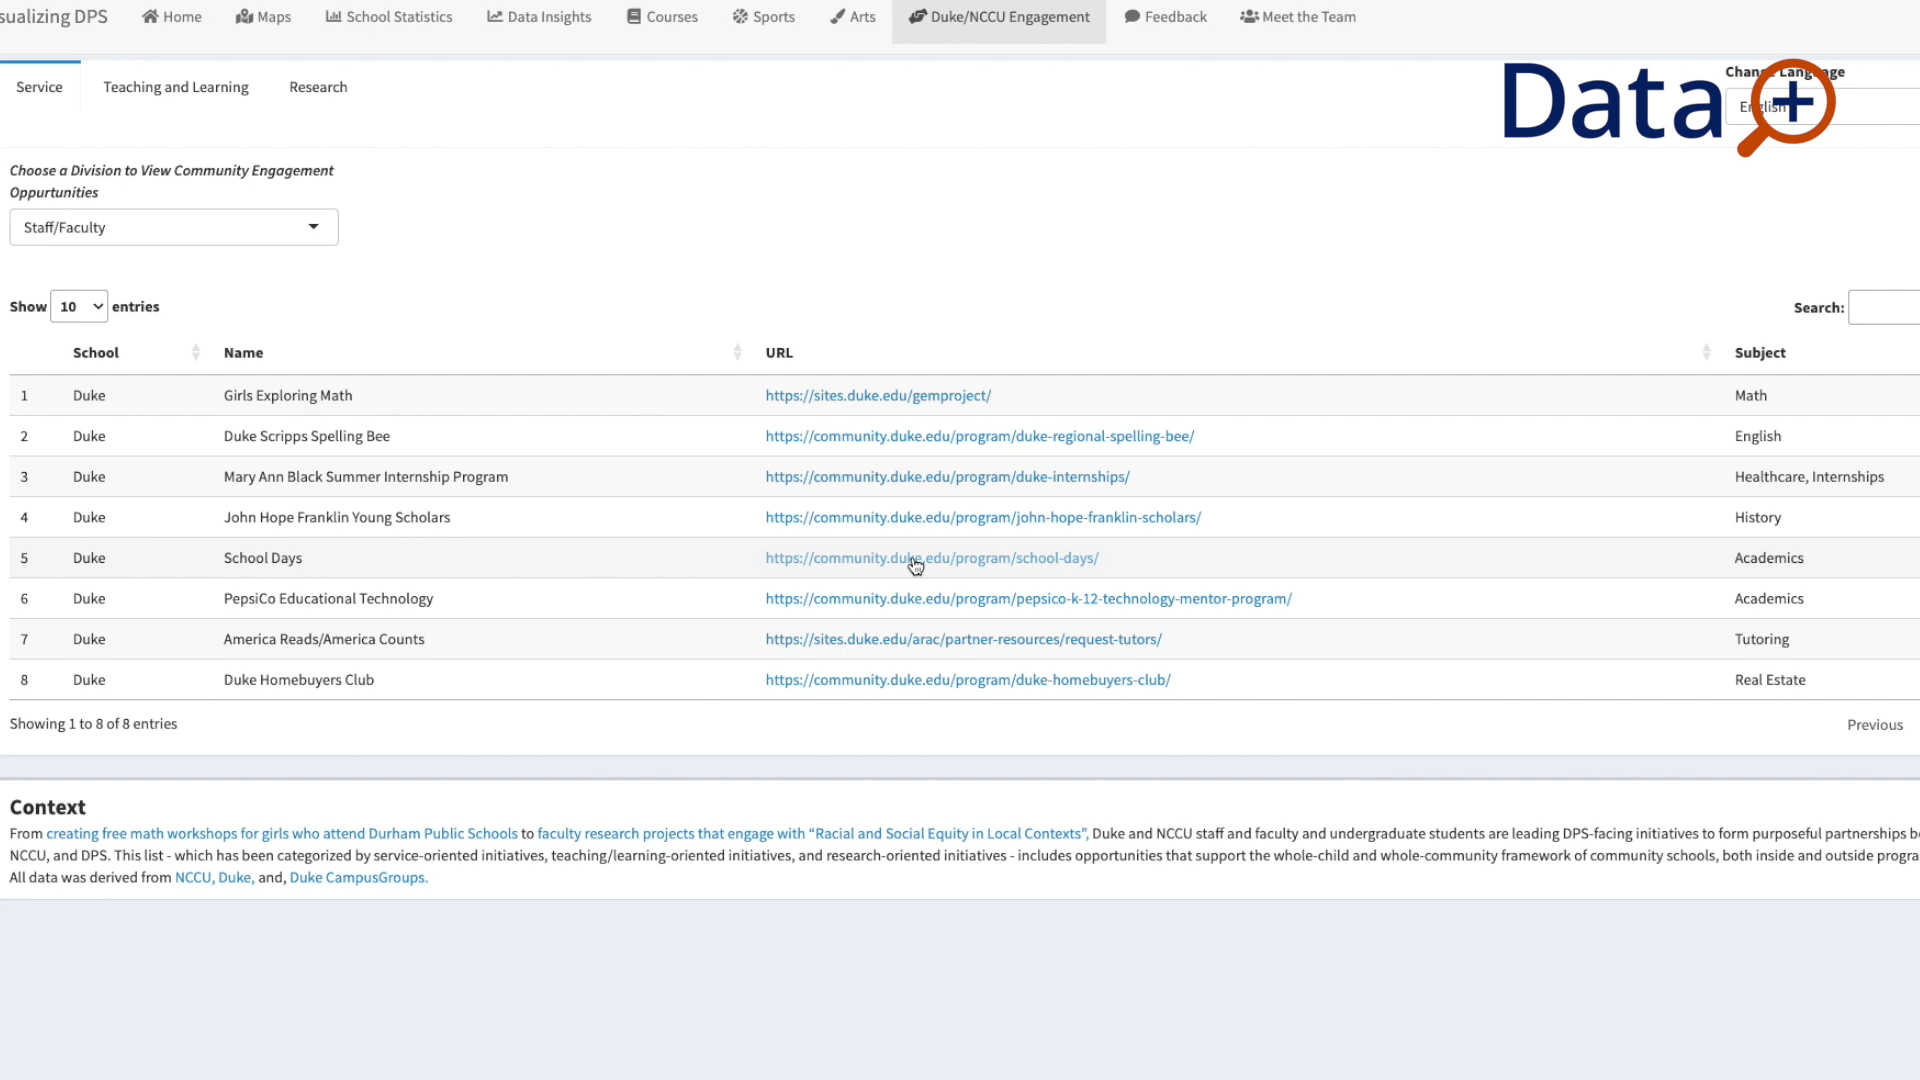 sualizing DPS Home Maps School Statistics Data Insights Courses Sports Arts Duke/NCCU Engagement Feedback Meet the Team
Service Teaching and Learning Research
Data+
Change Language
English
Choose a Division to View Community Engagement
Oppurtunities
Staff/Faculty
Show 10 entries
Search:
School Name URL Subject
1 Duke Girls Exploring Math https://sites.duke.edu/gemproject/ Math
2 Duke Duke Scripps Spelling Bee https://community.duke.edu/program/duke-regional-spelling-bee/ English
3 Duke Mary Ann Black Summer Internship Program https://community.duke.edu/program/duke-internships/ Healthcare, Internships
4 Duke John Hope Franklin Young Scholars https://community.duke.edu/program/john-hope-franklin-scholars/ History
5 Duke School Days https://community.duke.edu/program/school-days/ Academics
6 Duke PepsiCo Educational Technology https://community.duke.edu/program/pepsico-k-12-technology-mentor-program/ Academics
7 Duke America Reads/America Counts https://sites.duke.edu/arac/partner-resources/request-tutors/ Tutoring
8 Duke Duke Homebuyers Club https://community.duke.edu/program/duke-homebuyers-club/ Real Estate
Showing 1 to 8 of 8 entries
Previous
Context
From creating free math workshops for girls who attend Durham Public Schools to faculty research projects that engage with “Racial and Social Equity in Local Contexts”, Duke and NCCU staff and faculty and undergraduate students are leading DPS-facing initiatives to form purposeful partnerships b
NCCU, and DPS. This list - which has been categorized by service-oriented initiatives, teaching/learning-oriented initiatives, and research-oriented initiatives - includes opportunities that support the whole-child and whole-community framework of community schools, both inside and outside progra
All data was derived from NCCU, Duke, and, Duke CampusGroups.